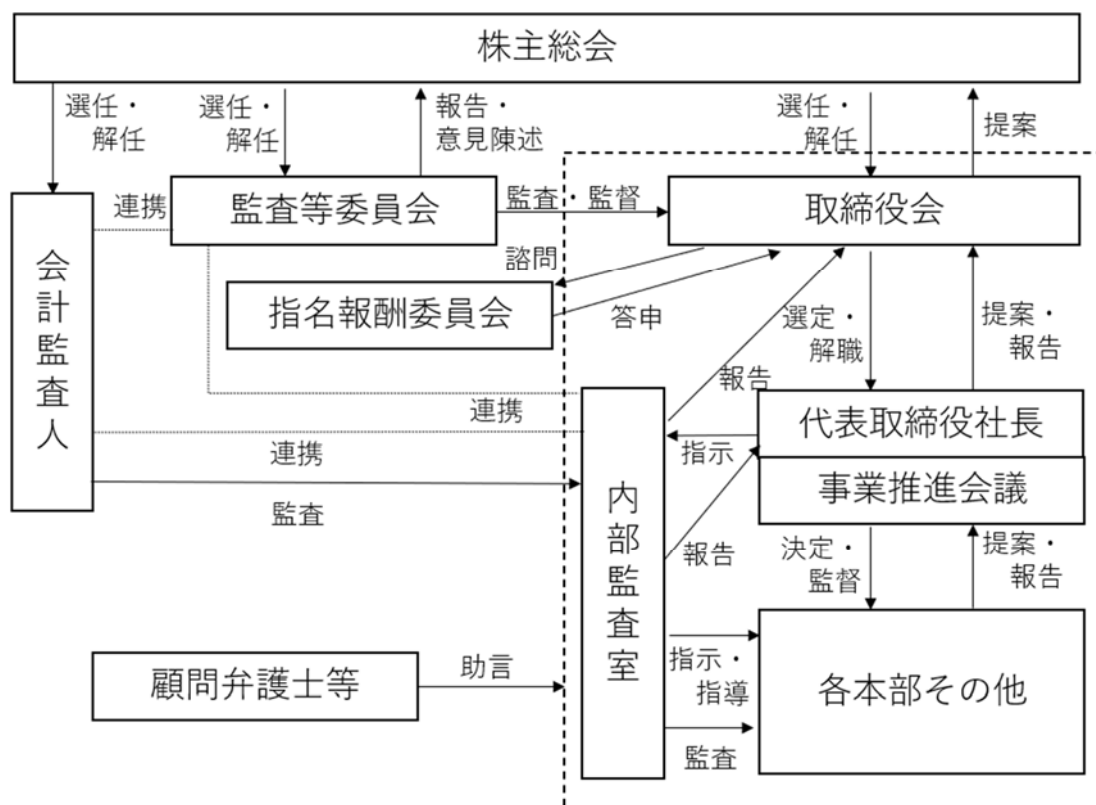 株主総会
選任・
解任
選任・
解任
報告・
意見陳述
選任・
解任
提案
連携
監査等委員会
監査・監督
取締役会
会計監査人
諮問
指名報酬委員会
答申
選定・
解職
提案・
報告
報告
連携
代表取締役社長
指示
連携
事業推進会議
監査
内部監査室
報告
決定・
監督
提案・
報告
顧問弁護士等
助言
指示・
指導
各本部その他
監査